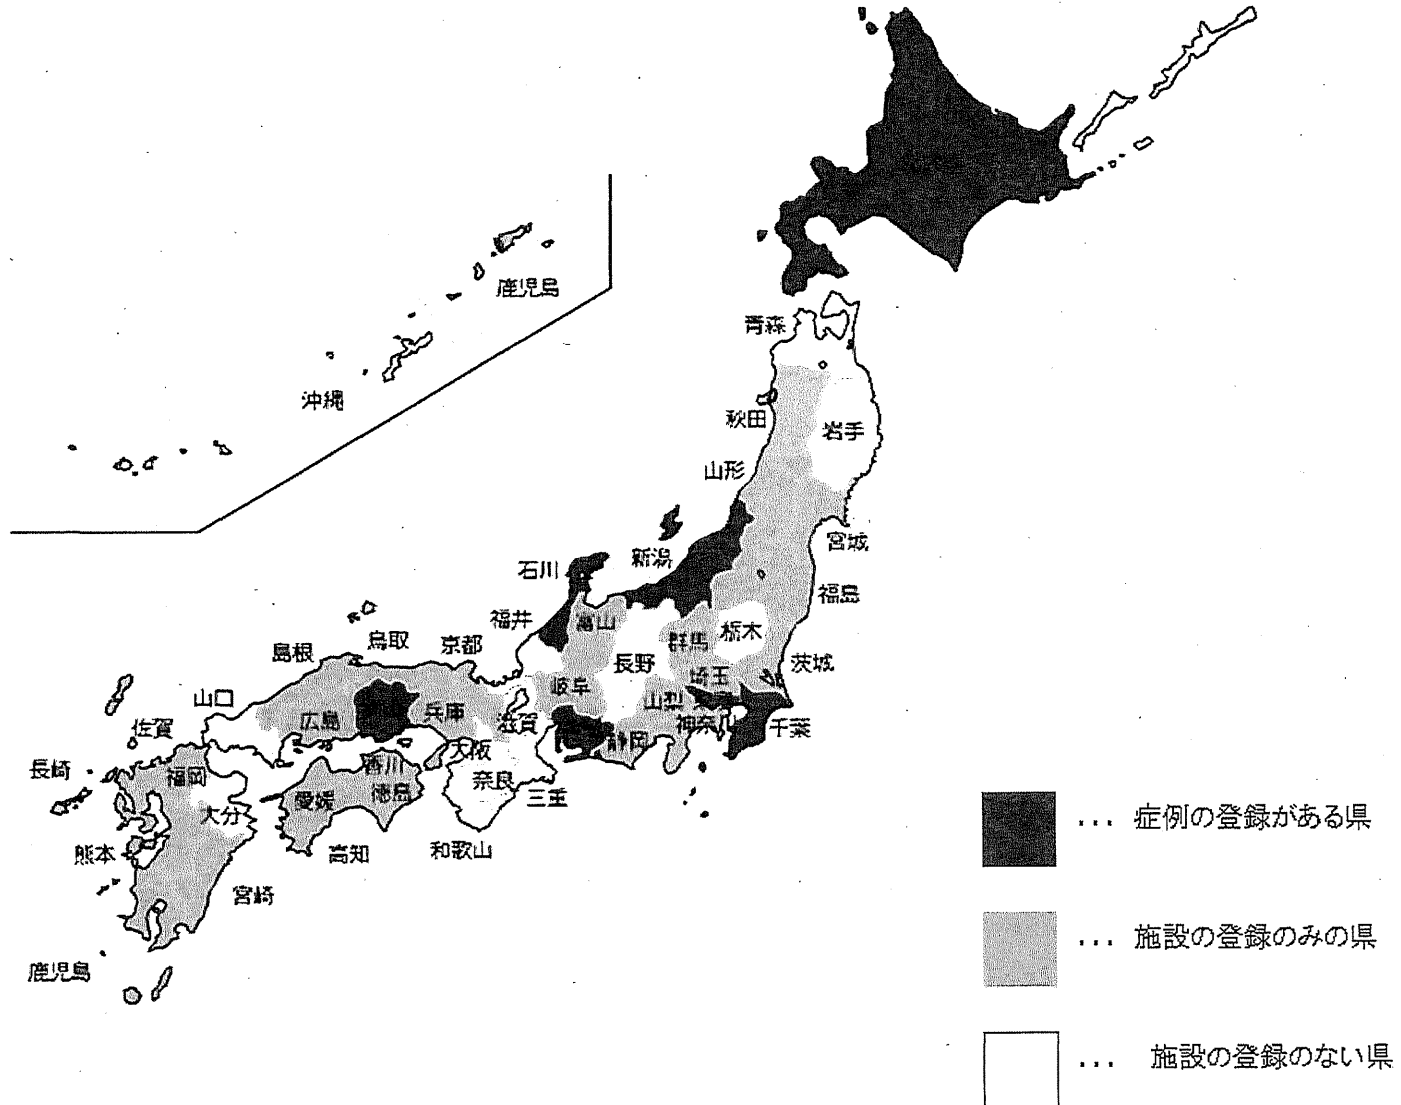 鹿児島
青森
沖縄
秋田
岩手
山形
宮城
新潟
石川
福島
福井
富山
栃木
群馬
鳥取
京都
島根
長野
茨城
埼玉
岐阜
山口
山梨
広島
兵庫
滋賀
神奈川
千葉
佐賀
静岡
大阪
香川
長崎
福岡
奈良
愛媛
徳島
三重
大分
熊本
高知
和歌山
宮崎
鹿児島
... 症例の登録がある県
... 施設の登録のみの県
... 施設の登録のない県